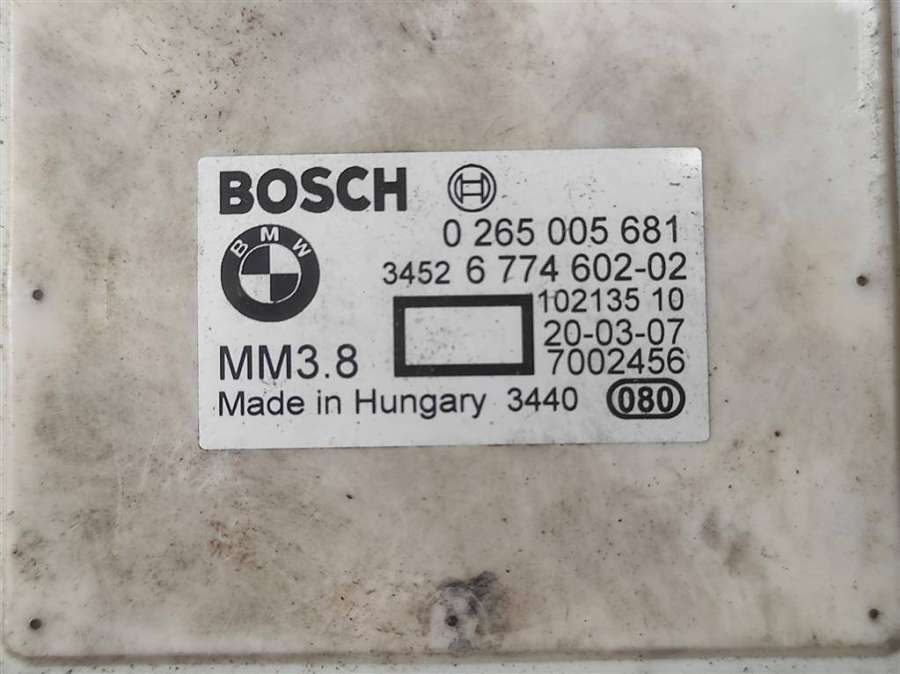 BOSCH
0 265 005 681
BMW
3452 6 774 602-02
102135 10
20-03-07
MM3.8
7002456
Made in Hungary 3440 080